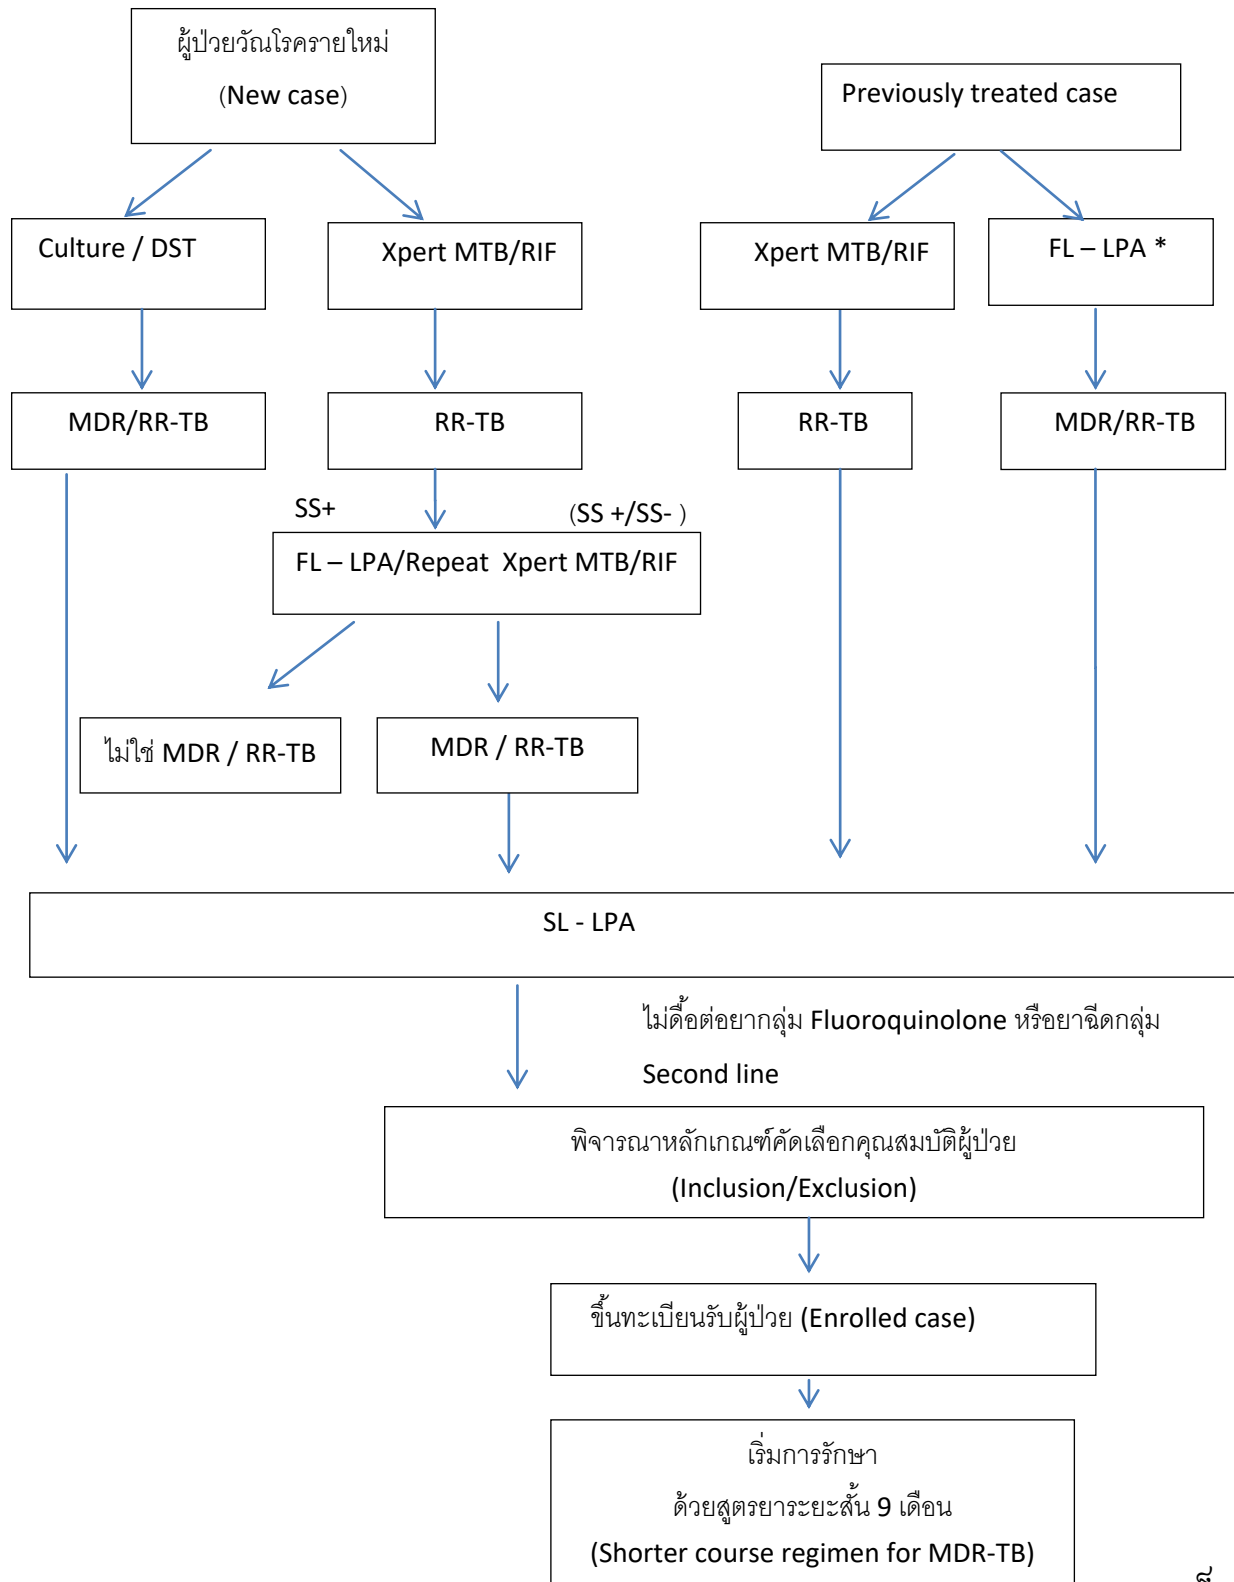 ผู้ป่วยวัณโรครายใหม่
(New case)
Previously treated case
Culture / DST
Xpert MTB/RIF
Xpert MTB/RIF
FL – LPA *
MDR/RR-TB
RR-TB
RR-TB
MDR/RR-TB
SS+
(SS +/SS- )
FL – LPA/Repeat Xpert MTB/RIF
ไม่ใช่ MDR / RR-TB
MDR / RR-TB
SL - LPA
ไม่ดื้อต่อยากลุ่ม Fluoroquinolone หรือยาฉีดกลุ่ม
Second line
พิจารณาหลักเกณฑ์คัดเลือกคุณสมบัติผู้ป่วย
(Inclusion/Exclusion)
ขึ้นทะเบียนรับผู้ป่วย (Enrolled case)
เริ่มการรักษา
ด้วยสูตรยาระยะสั้น 9 เดือน
(Shorter course regimen for MDR-TB)